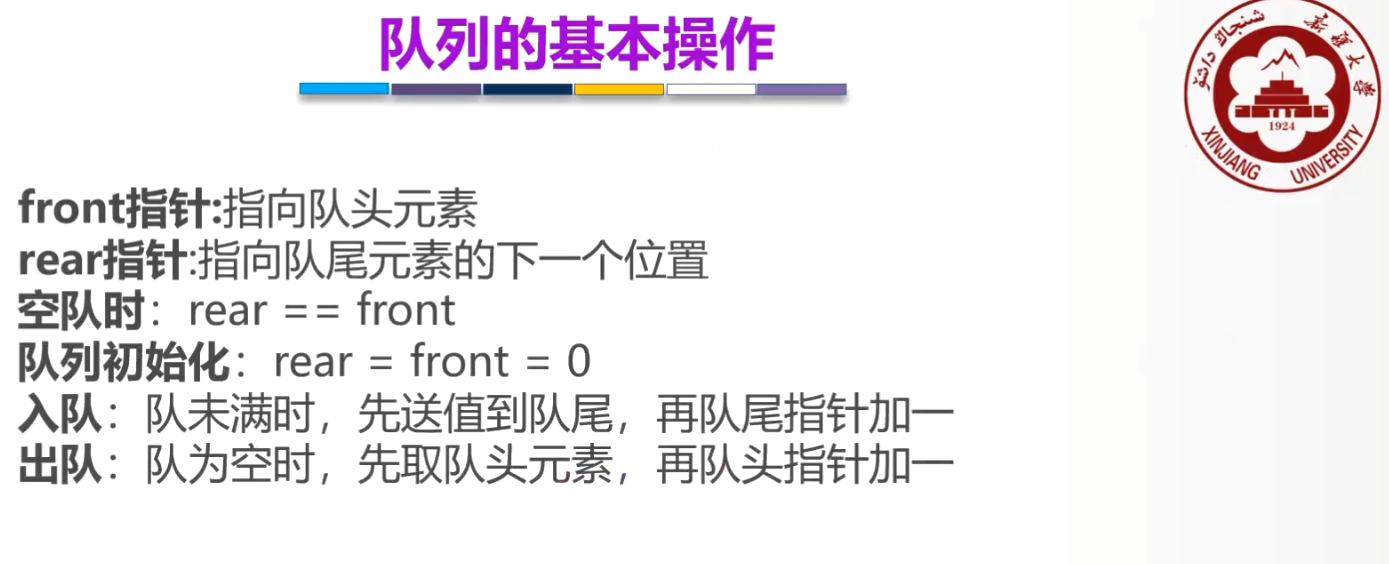 队列的基本操作
شىنجاڭ داشۆ
新疆大学
1924
XINJIANG UNIVERSITY
front指针:指向队头元素
rear指针:指向队尾元素的下一个位置
空队时：rear == front
队列初始化：rear = front = 0
入队：队未满时，先送值到队尾，再队尾指针加一
出队：队为空时，先取队头元素，再队头指针加一